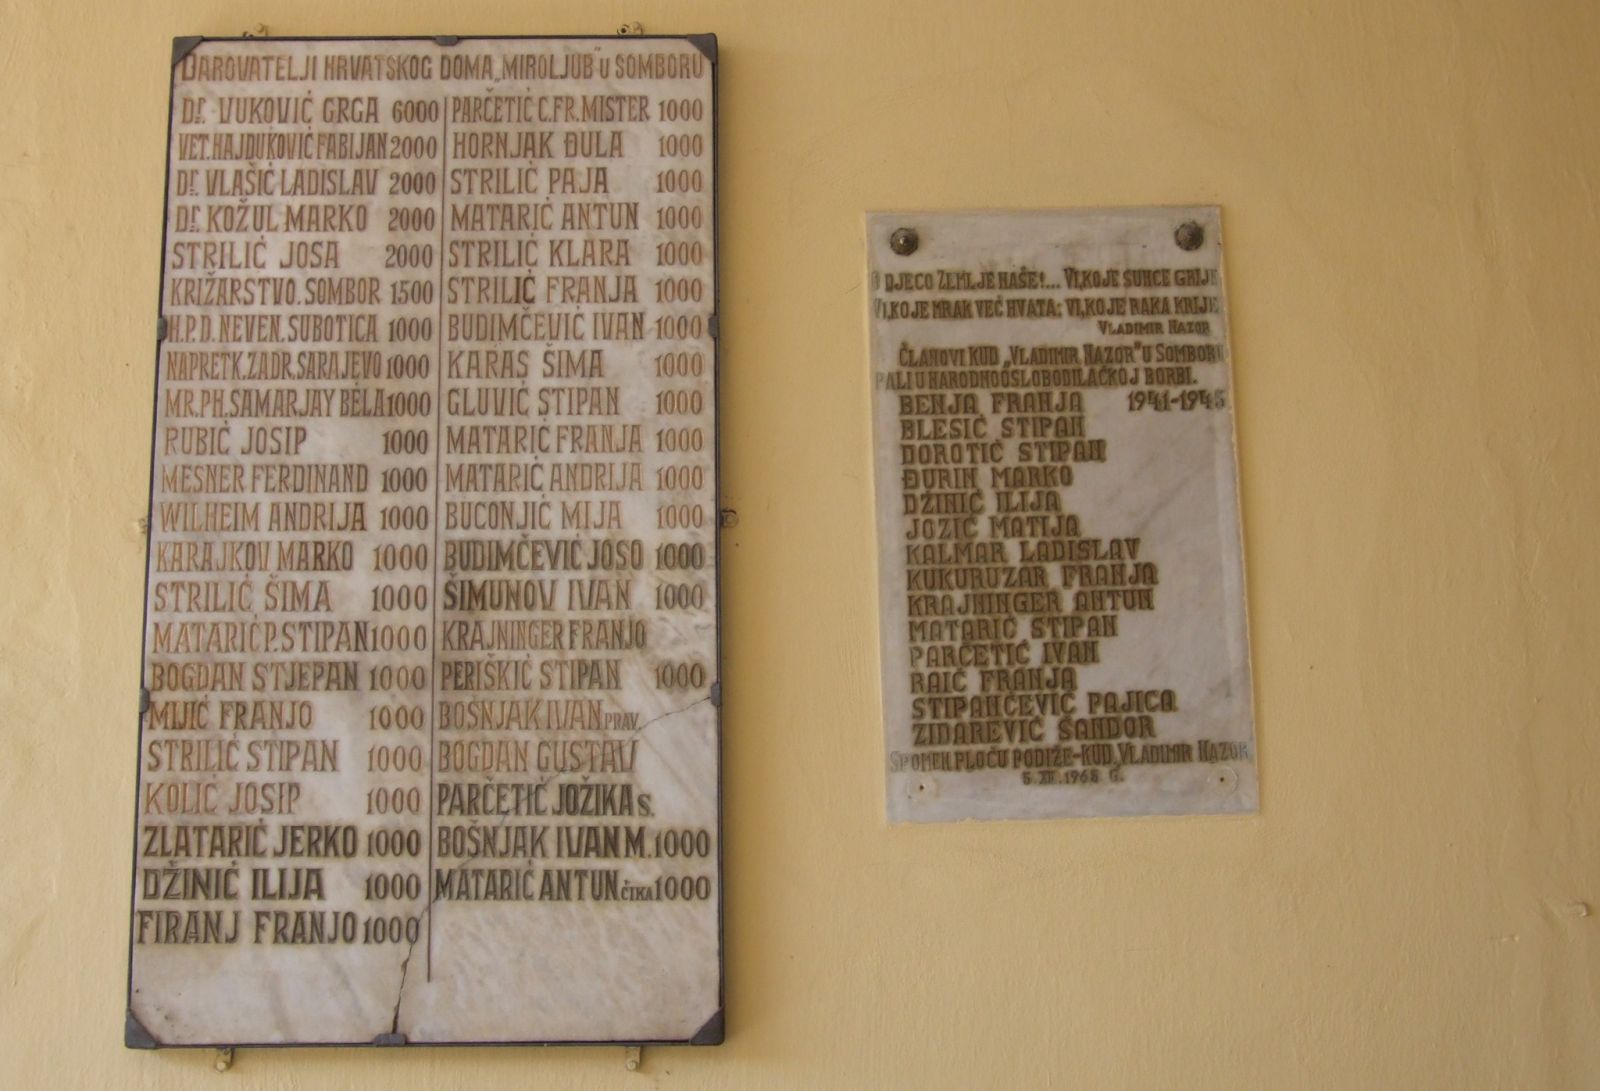 DAROVATELJI HRVATSKOG DOMA „MIROLJUB" U SOMBORU
Dr. VUKOVIĆ GRGA 6000
VET. HAJDUKOVIĆ FABIJAN 2000
Dr. VLAŠIĆ LADISLAV 2000
Dr. KOŽUL MARKO 2000
STRILIĆ JOSA 2000
KRIŽARSTVO. SOMBOR 1500
H.P.D. NEVEN. SUBOTICA 1000
NAPRETK. ZADR. SARAJEVO 1000
MR. PH. SAMARJAY BÉLA 1000
RUBIĆ JOSIP 1000
MESNER FERDINAND 1000
WILHEIM ANDRIJA 1000
KARAJKOV MARKO 1000
STRILIĆ ŠIMA 1000
MATARIĆ P. STIPAN 1000
BOGDAN STJEPAN 1000
MIJIĆ FRANJO 1000
STRILIĆ STIPAN 1000
KOLIĆ JOSIP 1000
ZLATARIĆ JERKO 1000
DŽINIĆ ILIJA 1000
FIRANJ FRANJO 1000
PARČETIĆ C. FR. MISTER 1000
HORNJAK ĐULA 1000
STRILIĆ PAJA 1000
MATARIĆ ANTUN 1000
STRILIĆ KLARA 1000
STRILIĆ FRANJA 1000
BUDIMČEVIĆ IVAN 1000
KARAS ŠIMA 1000
GLUVIĆ STIPAN 1000
MATARIĆ FRANJA 1000
MATARIĆ ANDRIJA 1000
BUCONJIĆ MIJA 1000
BUDIMČEVIĆ JOSO 1000
ŠIMUNOV IVAN 1000
KRAJNINGER FRANJO
PERIŠKIĆ STIPAN 1000
BOŠNJAK IVAN PRAV.
BOGDAN GUSTAV
PARČETIĆ JOŽIKA S.
BOŠNJAK IVAN M. 1000
MATARIĆ ANTUN ČIKA 1000
O DJECO ZEMLJE NAŠE!... VI, KOJE SUNCE GRIJE
VI, KOJE MRAK VEĆ HVATA; VI, KOJE RAKA KRIJE
VLADIMIR NAZOR
ČLANOVI KUD „VLADIMIR NAZOR" U SOMBORU
PALI U NARODNOOSLOBODILAČKOJ BORBI.
BENJA FRANJA 1941-1945
BLESIĆ STIPAN
DOROTIĆ STIPAN
ĐURIN MARKO
DŽINIĆ ILIJA
JOZIĆ MATIJA
KALMAR LADISLAV
KUKURUZAR FRANJA
KRAJNINGER ANTUN
MATARIĆ STIPAN
PARČETIĆ IVAN
RAIĆ FRANJA
STIPANČEVIĆ PAJICA
ZIDAREVIĆ ŠANDOR
SPOMEN PLOČU PODIŽE-KUD „VLADIMIR NAZOR
5. XII. 1968 G.